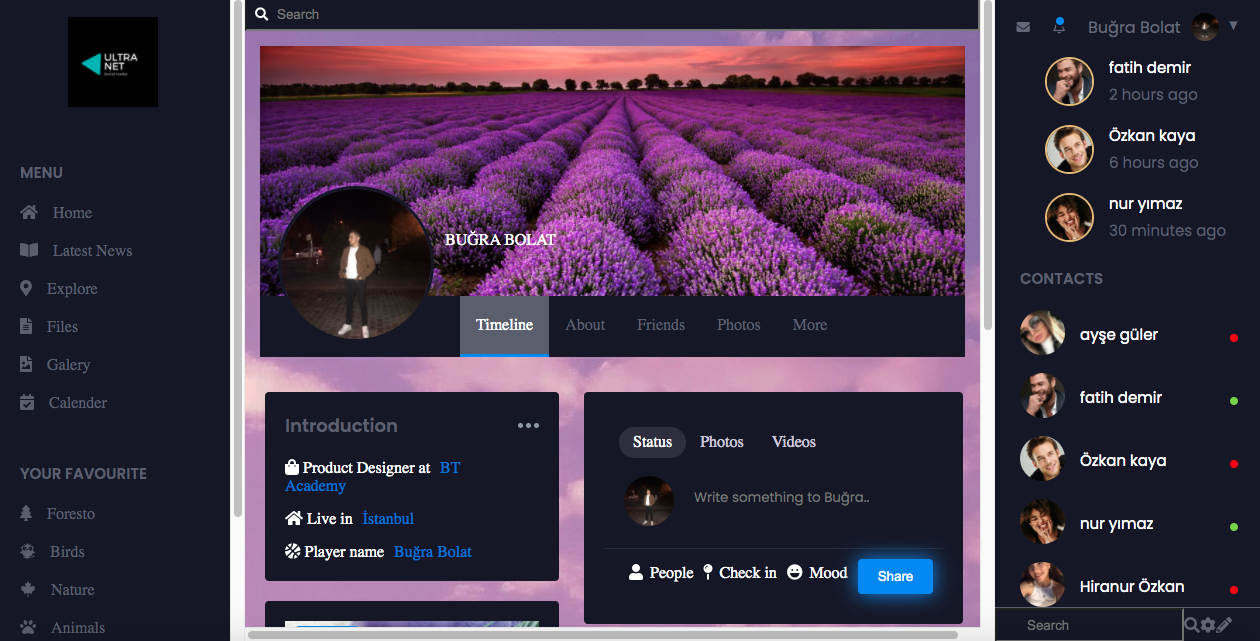 ULTRA
NET
Social media
MENU
Home
Latest News
Explore
Files
Galery
Calender
YOUR FAVOURITE
Foresto
Birds
Nature
Animals
Search
BUĞRA BOLAT
Timeline
About
Friends
Photos
More
Introduction
Product Designer at BT
Academy
Live in İstanbul
Player name Buğra Bolat
Status
Photos
Videos
Write something to Buğra..
People
Check in
Mood
Share
Buğra Bolat
fatih demir
2 hours ago
Özkan kaya
6 hours ago
nur yımaz
30 minutes ago
CONTACTS
ayşe güler
fatih demir
Özkan kaya
nur yımaz
Hiranur Özkan
Search